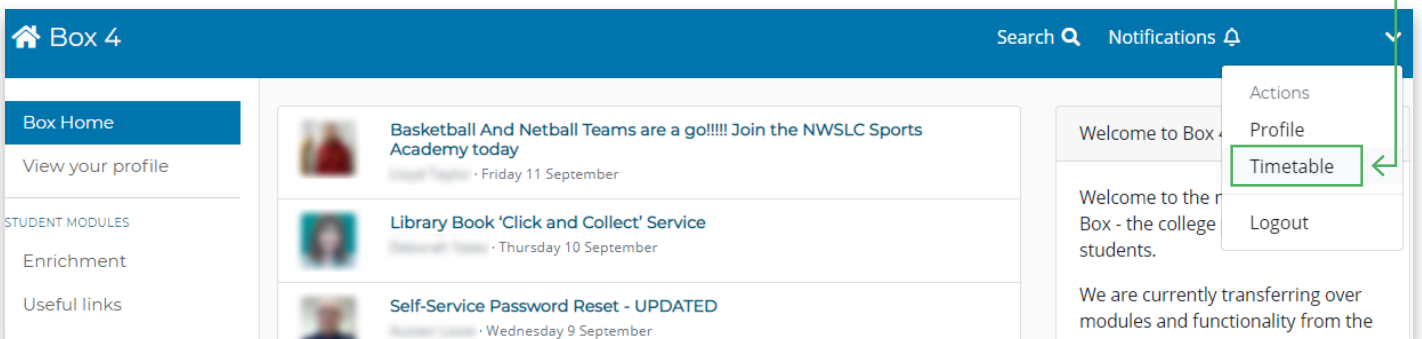 Box 4
Search
Notifications
Actions
Profile
Timetable
Logout
Box Home
View your profile
STUDENT MODULES
Enrichment
Useful links
Basketball And Netball Teams are a go!!!!! Join the NWSLC Sports
Academy today
· Friday 11 September
Library Book ‘Click and Collect’ Service
· Thursday 10 September
Self-Service Password Reset - UPDATED
· Wednesday 9 September
Welcome to Box
Welcome to the
Box - the college
students.
We are currently transferring over
modules and functionality from the